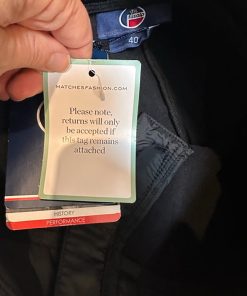 40
MATCHESFASHION.COM
Please note,
returns will only
be accepted if
this tag remains
attached
HISTORY
PERFORMANCE